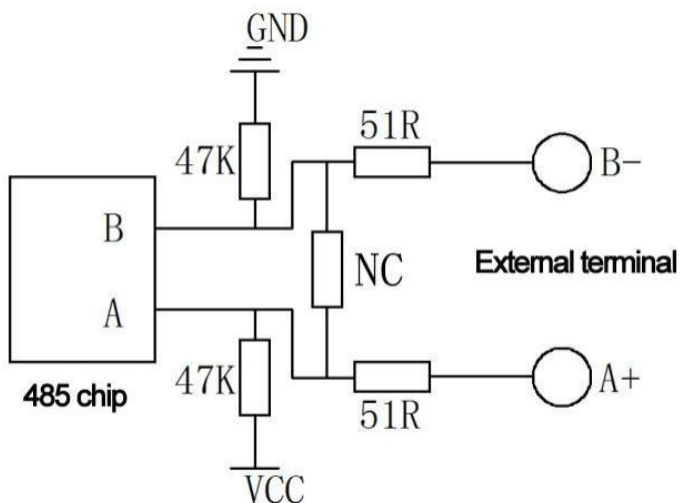 GND
51R
47K
B-
B
NC
External terminal
A
47K
A+
485 chip
51R
VCC